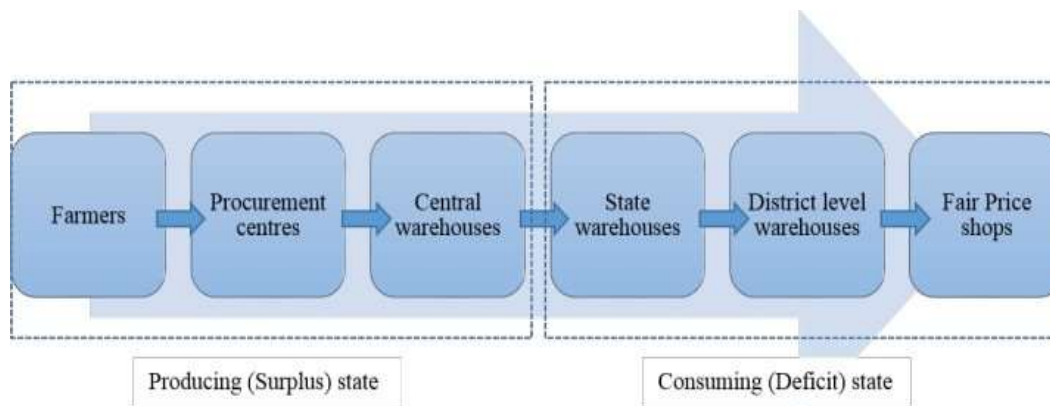 Farmers
Procurement
centres
Central
warehouses
State
warehouses
District level
warehouses
Fair Price
shops
Producing (Surplus) state
Consuming (Deficit) state